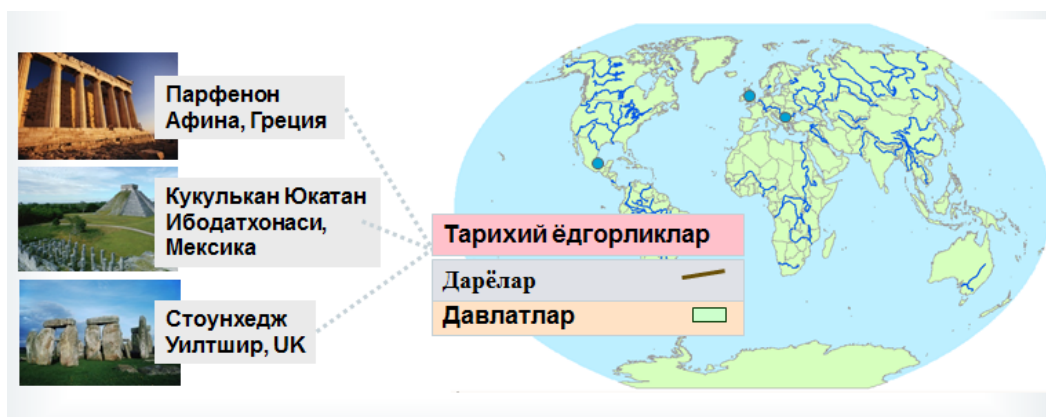 Парфенон
Афина, Греция
Кукулькан Юкатан
Ибодатхонаси,
Мексика
Стоунхедж
Уилтшир, UK
Тарихий ёдгорликлар
Дарёлар
Давлатлар